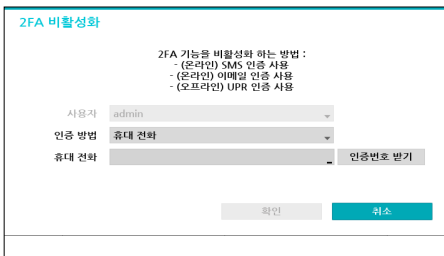 2FA 비활성화
2FA 기능을 비활성화 하는 방법 :
- (온라인) SMS 인증 사용
- (온라인) 이메일 인증 사용
- (오프라인) UPR 인증 사용
사용자 admin
인증 방법 휴대 전화
휴대 전화 인증번호 받기
확인 취소